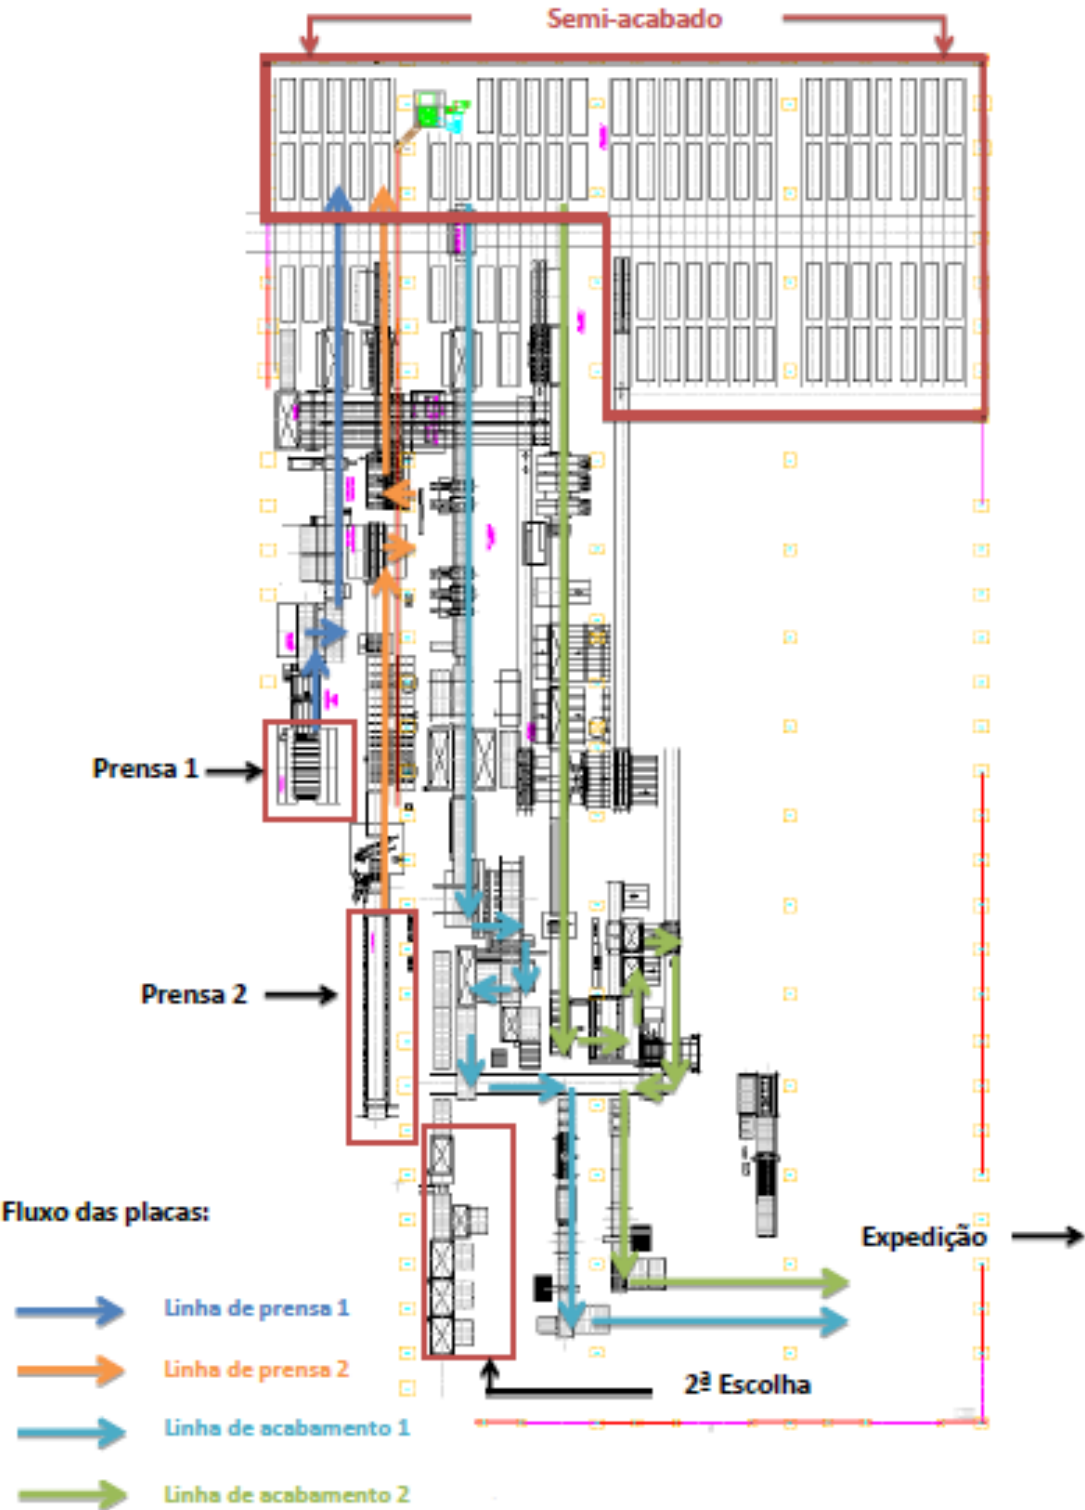 Semi-acabado
Prensa 1
Prensa 2
Fluxo das placas:
Expedição
Linha de prensa 1
Linha de prensa 2
2ª Escolha
Linha de acabamento 1
Linha de acabamento 2